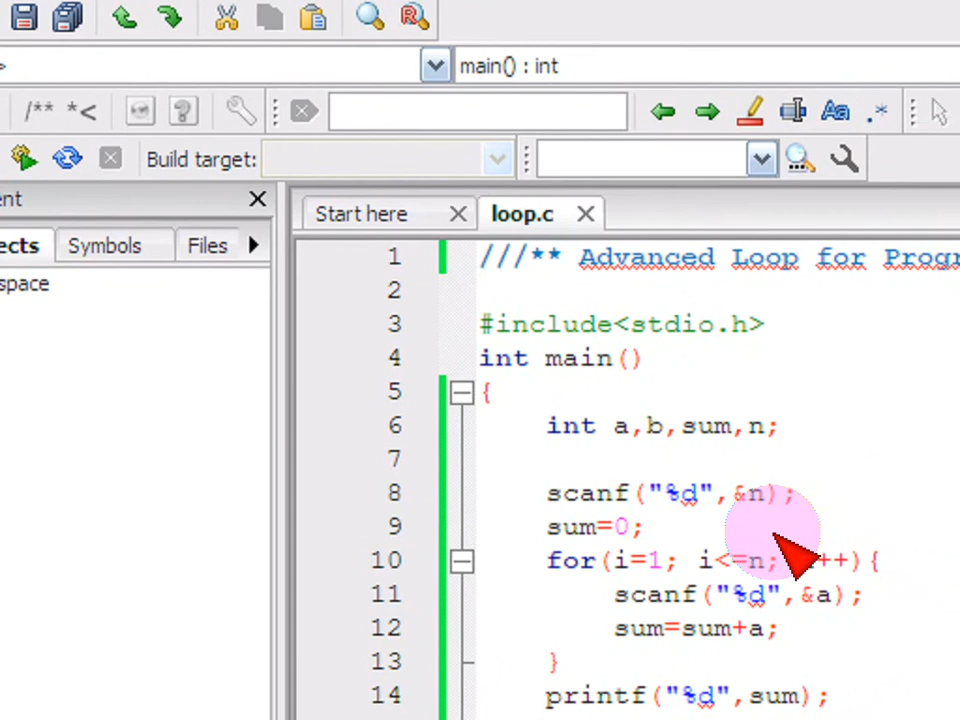 main() : int
/** *<
Aa .*
Build target:
ent
ects Symbols Files
space
Start here loop.c
1 ///** Advanced Loop for Progr
2
3 #include<stdio.h>
4 int main()
5 {
6 int a,b,sum,n;
7
8 scanf("%d",&n);
9 sum=0;
10 for(i=1; i<=n; i++){
11 scanf("%d",&a);
12 sum=sum+a;
13 }
14 printf("%d",sum);